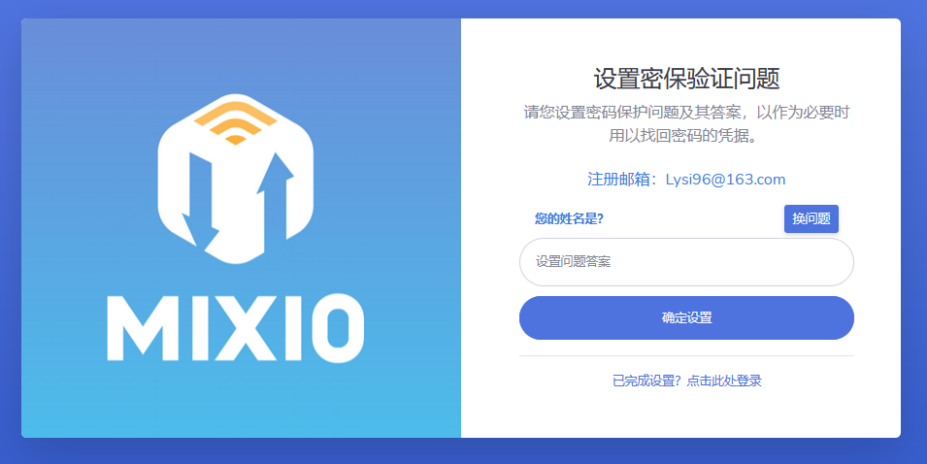 MIXIO
设置密保验证问题
请您设置密码保护问题及其答案，以作为必要时
用以找回密码的凭据。
注册邮箱：Lysi96@163.com
您的姓名是?
换问题
设置问题答案
确定设置
已完成设置？点击此处登录